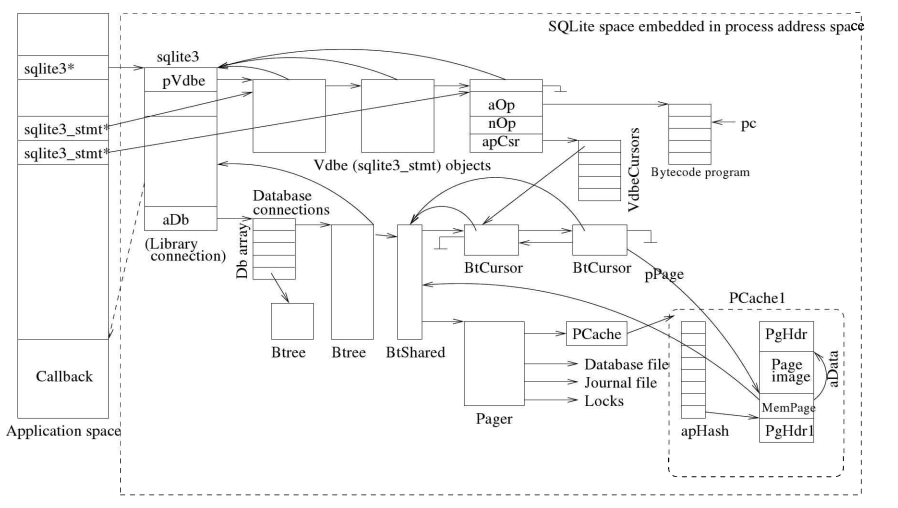 SQLite space embedded in process address space
sqlite3
sqlite3*
pVdbe
aOp
pc
sqlite3_stmt*
nOp
sqlite3_stmt*
apCsr
Vdbe (sqlite3_stmt) objects
VdbeCursors
Bytecode program
Database
connections
aDb
Db array
(Library
connection)
BtCursor
BtCursor
pPage
PCache1
Btree
Btree
BtShared
PCache
PgHdr
Database file
Page
image
aData
Callback
Journal file
Locks
MemPage
Pager
apHash
PgHdr1
Application space